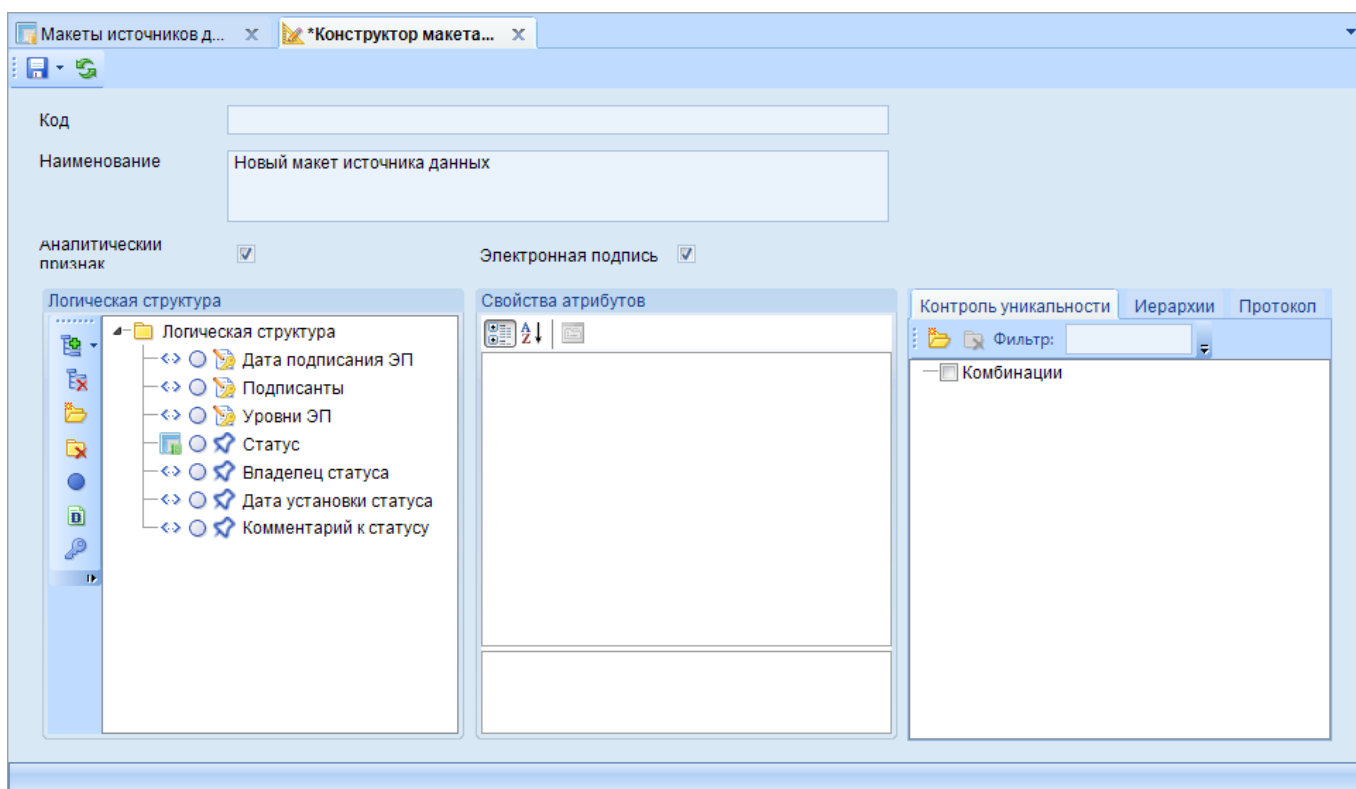 Макеты источников д...
*Конструктор макета...
Код
Наименование
Новый макет источника данных
Аналитический
признак
Электронная подпись
Логическая структура
Логическая структура
Дата подписания ЭП
Подписанты
Уровни ЭП
Статус
Владелец статуса
Дата установки статуса
Комментарий к статусу
Свойства атрибутов
Контроль уникальности
Иерархии
Протокол
Фильтр:
Комбинации